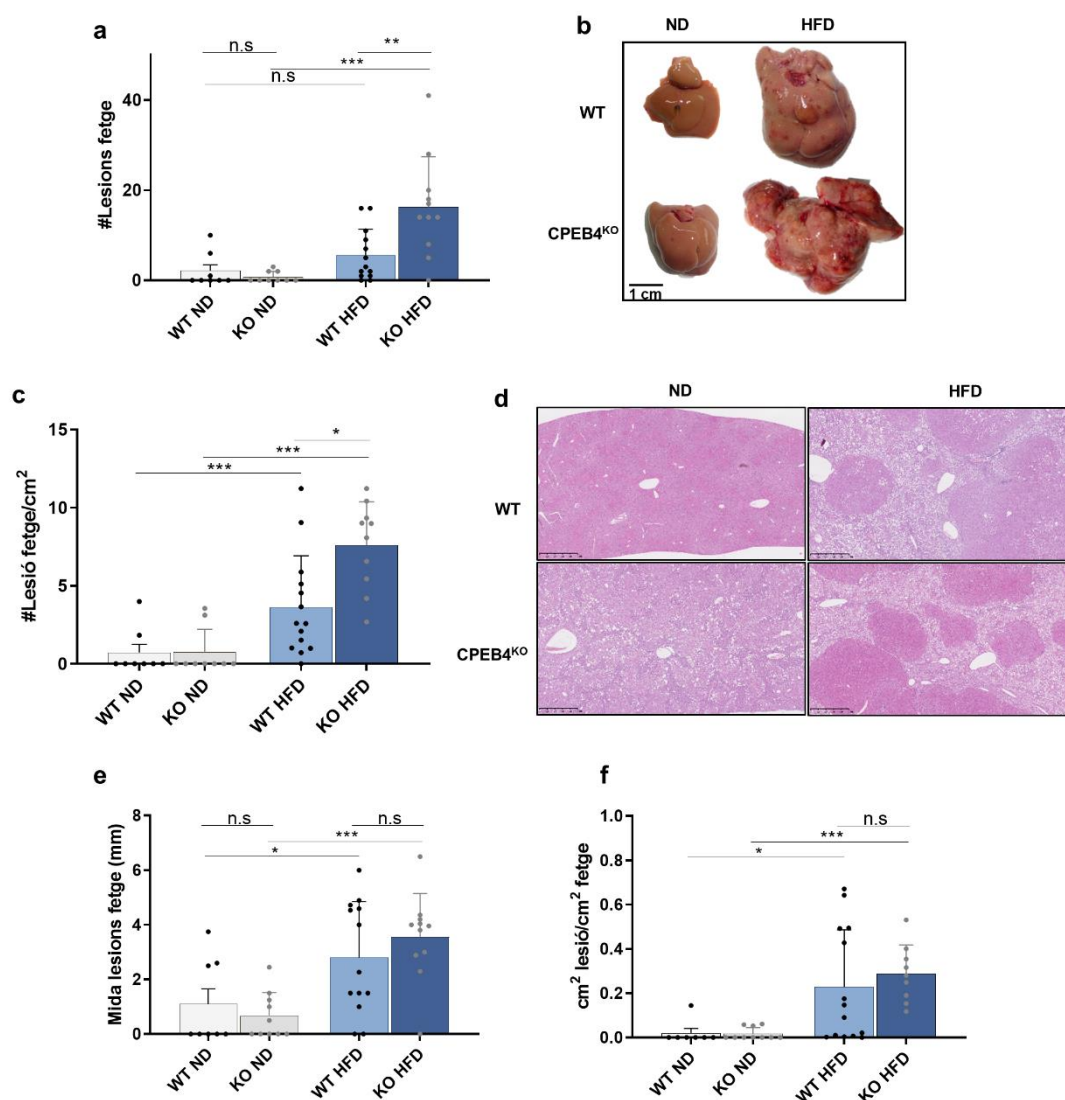 a
n.s
**
***
n.s
#Lesions fetge
40
20
0
WT ND
KO ND
WT HFD
KO HFD
b
ND
HFD
WT
CPEB4KO
1 cm
c
*
***
***
#Lesió fetge/cm2
15
10
5
0
WT ND
KO ND
WT HFD
KO HFD
d
ND
HFD
WT
CPEB4KO
e
n.s
n.s
***
*
Mida lesions fetge (mm)
8
6
4
2
0
WT ND
KO ND
WT HFD
KO HFD
f
n.s
***
*
cm2 lesió/cm2 fetge
1.0
0.8
0.6
0.4
0.2
0.0
WT ND
KO ND
WT HFD
KO HFD